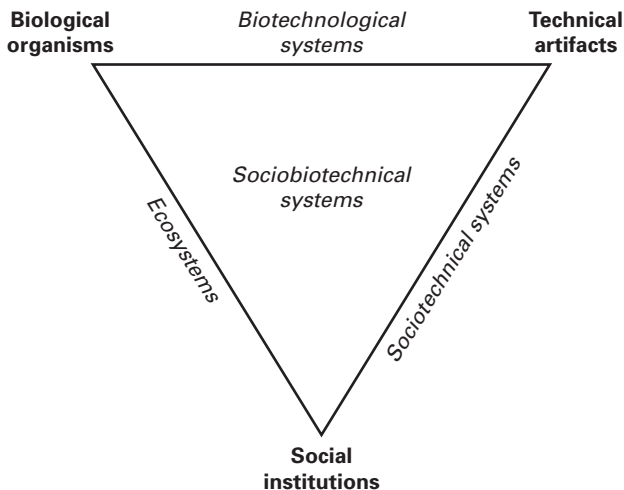 Biological
organisms
Biotechnological
systems
Technical
artifacts
Sociobiotechnical
systems
Ecosystems
Sociotechnical systems
Social
institutions